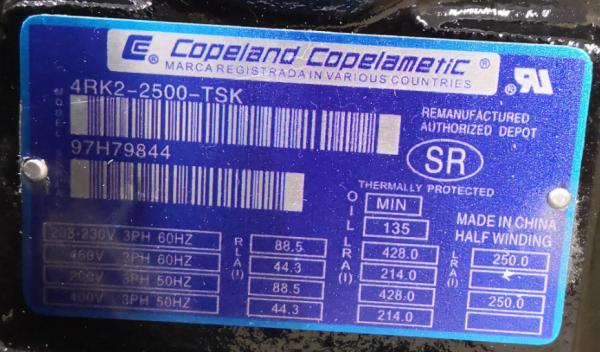 CE® Copeland Copelametic®
MARCA REGISTRADA IN VARIOUS COUNTRIES
4RK2-2500-TSK
REMANUFACTURED
AUTHORIZED DEPOT
SR
97H79844
THERMALLY PROTECTED
OIL MIN 135
MADE IN CHINA
HALF WINDING
208-230V 3PH 60HZ RLA(I) 88.5 LRA(I) 428.0 LRA(I) 250.0
460V 3PH 60HZ 44.3 214.0
200V 3PH 50HZ 88.5 428.0 250.0
400V 3PH 50HZ 44.3 214.0